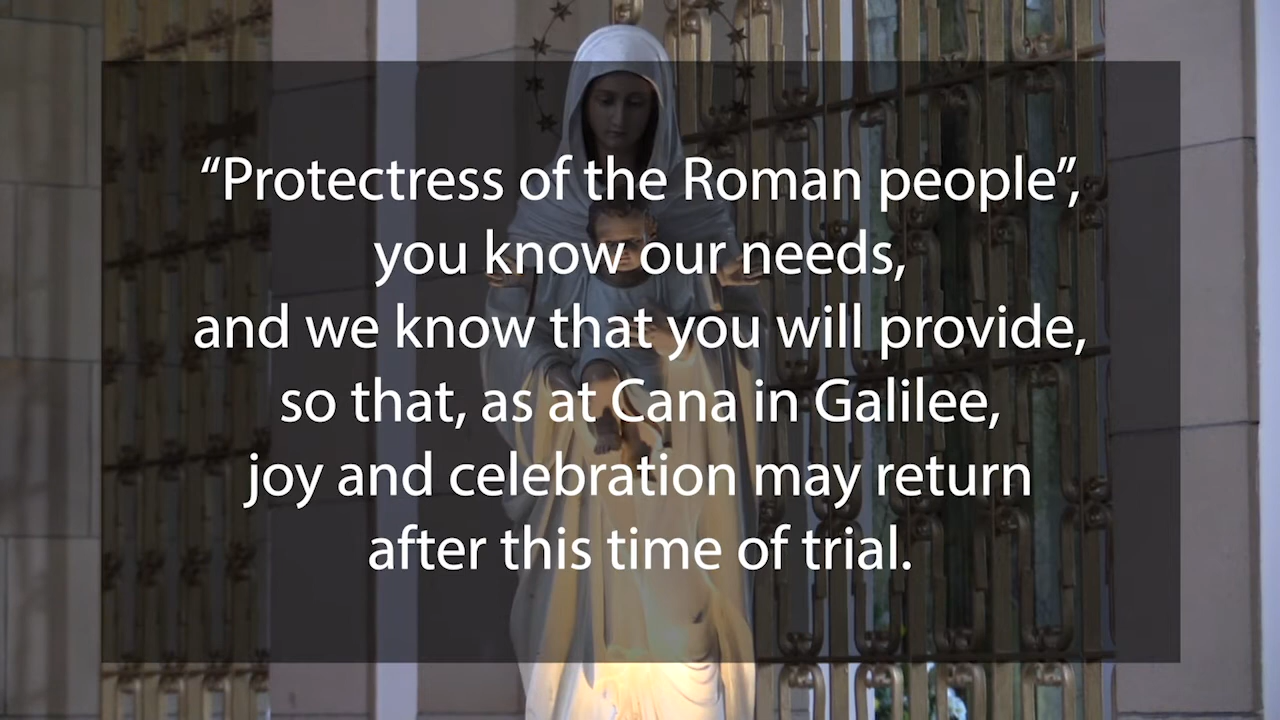 “Protectress of the Roman people”,
you know our needs,
and we know that you will provide,
so that, as at Cana in Galilee,
joy and celebration may return
after this time of trial.